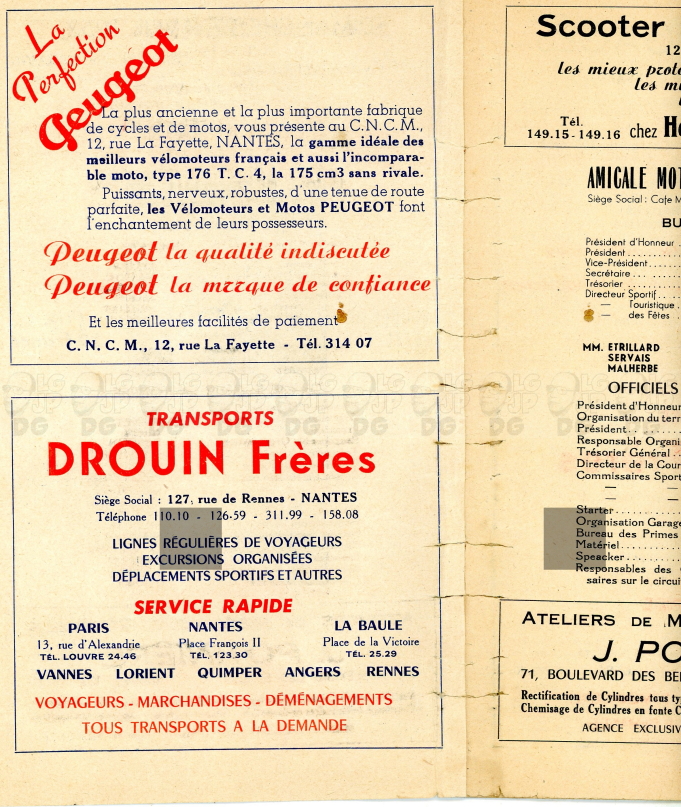 La
Perfection
Peugeot
La plus ancienne et la plus importante fabrique
de cycles et de motos, vous présente au C.N.C.M.,
12, rue La Fayette, NANTES, la gamme idéale des
meilleurs vélomoteurs français et aussi l'incompara-
ble moto, type 176 T. C. 4, la 175 cm3 sans rivale.
Puissants, nerveux, robustes, d'une tenue de route
parfaite, les Vélomoteurs et Motos PEUGEOT font
l'enchantement de leurs possesseurs.
Peugeot la qualité indiscutée
Peugeot la marque de confiance
Et les meilleures facilités de paiement
C. N. C. M., 12, rue La Fayette - Tél. 314 07
TRANSPORTS
DROUIN Frères
Siège Social : 127, rue de Rennes - NANTES
Téléphone 110.10 - 126-59 - 311.99 - 158.08
LIGNES RÉGULIÈRES DE VOYAGEURS
EXCURSIONS ORGANISÉES
DÉPLACEMENTS SPORTIFS ET AUTRES
SERVICE RAPIDE
PARIS NANTES LA BAULE
13, rue d'Alexandrie Place François II Place de la Victoire
TÉL. LOUVRE 24.46 TÉL. 123.30 TÉL. 25.29
VANNES LORIENT QUIMPER ANGERS RENNES
VOYAGEURS - MARCHANDISES - DÉMÉNAGEMENTS
TOUS TRANSPORTS A LA DEMANDE
Scooter
12
les mieux
les
Tél.
149.15 - 149.16 chez
AMICALE
Siège Social : Cafe
BU
Président d'Honneur
Président
Vice-Président
Secrétaire
Trésorier
Directeur Sportif
— Touristique
— des Fêtes
MM. ETRILLARD
SERVAIS
MALHERBE
OFFICIELS
Président d'Honneur
Organisation du
Président
Responsable
Trésorier Général
Directeur de la
Commissaires
— —
— —
Starter
Organisation
Bureau des Primes
Matériel
Speacker
Responsables des
saires sur le
ATELIERS DE M
J. PO
71, BOULEVARD DES
Rectification de Cylindres tous
Chemisage de Cylindres en fonte
AGENCE